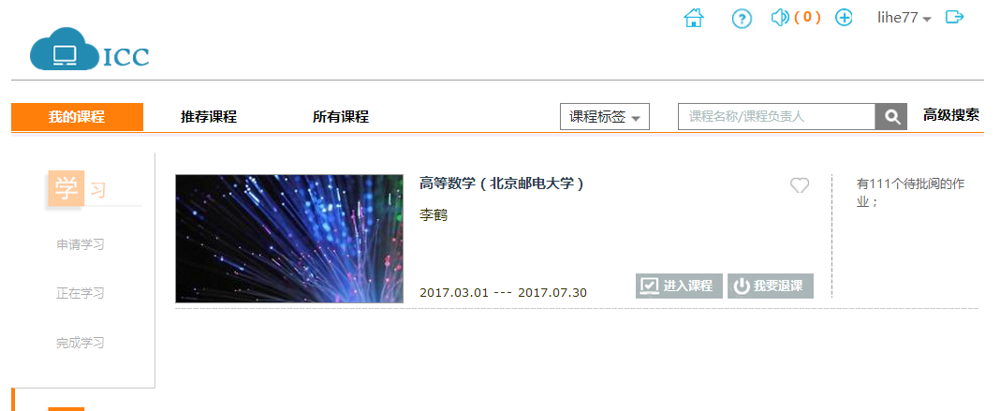 (0)
lihe77
ICC
我的课程
推荐课程
所有课程
课程标签
课程名称/课程负责人
高级搜索
学习
申请学习
正在学习
完成学习
高等数学(北京邮电大学)
李鹤
2017.03.01 --- 2017.07.30
进入课程
我要退课
有111个待批阅的作
业；